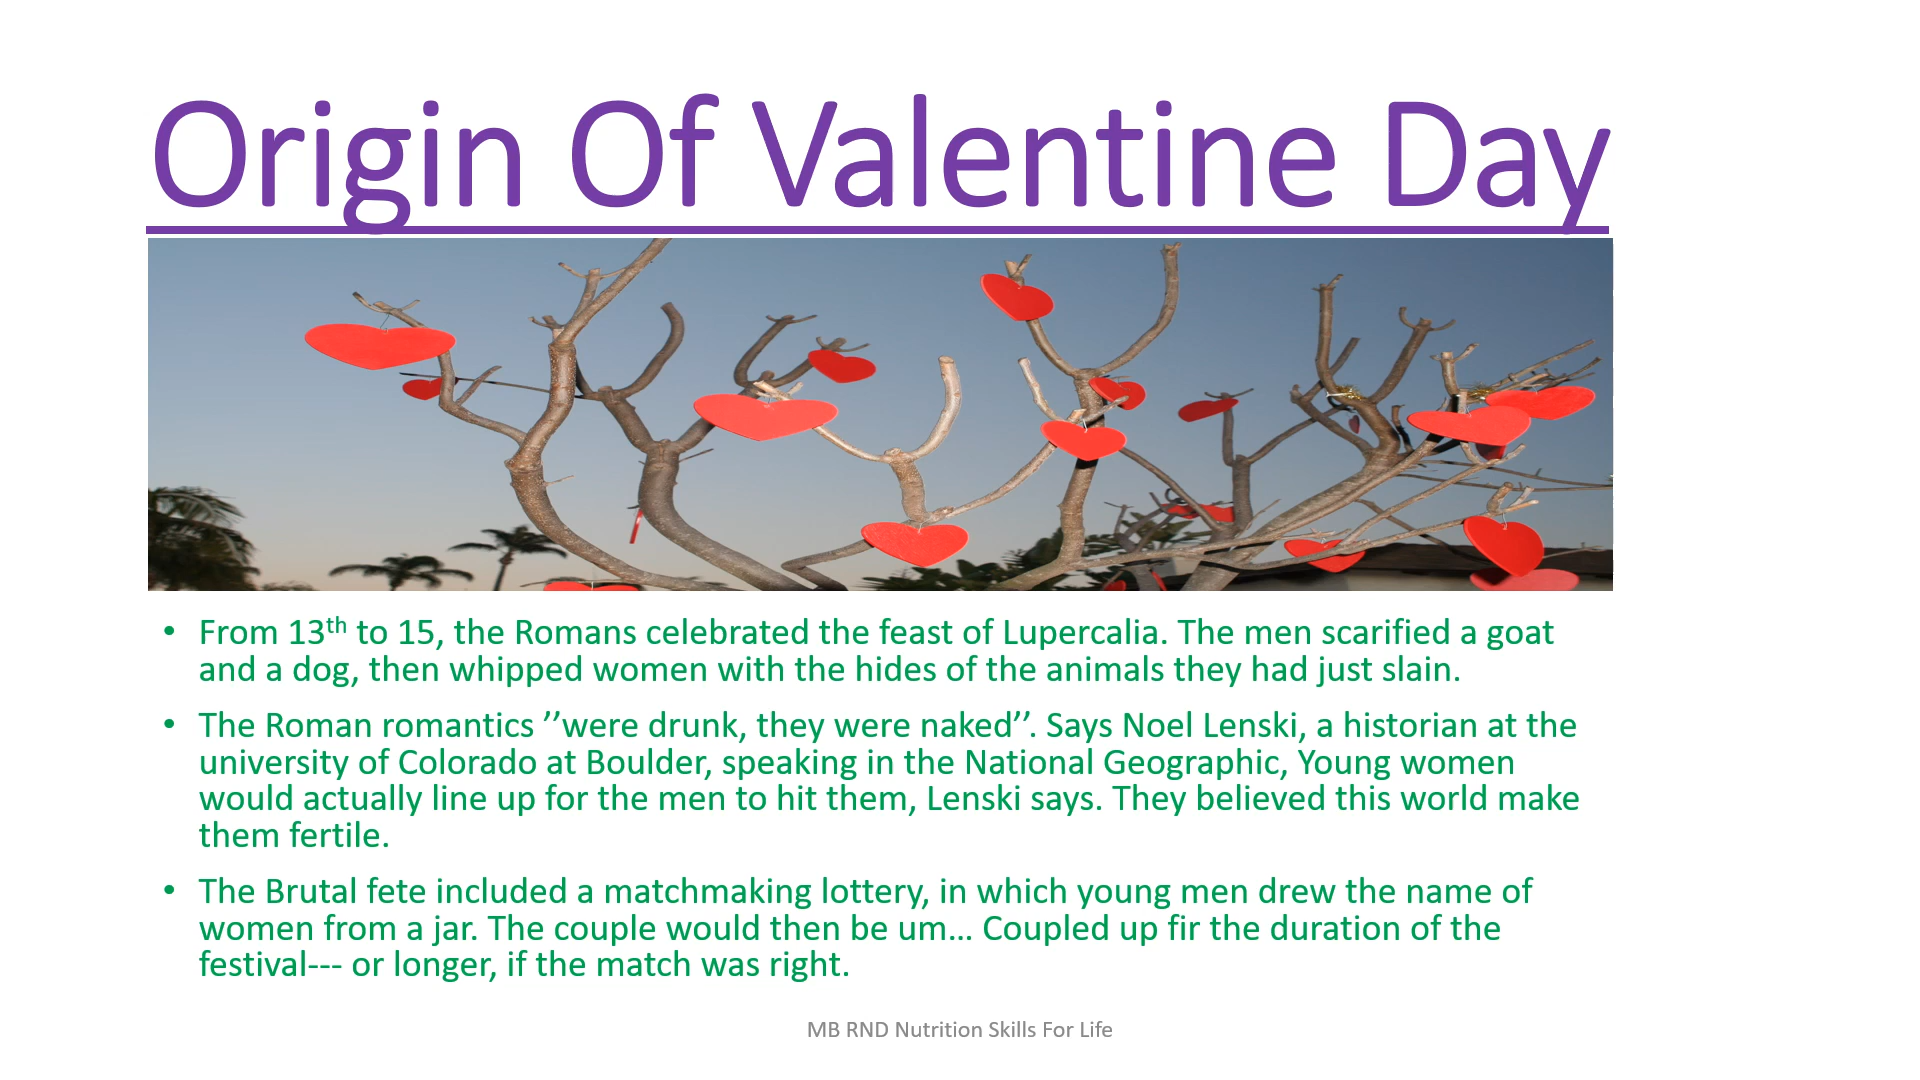 Origin Of Valentine Day
• From 13th to 15, the Romans celebrated the feast of Lupercalia. The men scarified a goat
and a dog, then whipped women with the hides of the animals they had just slain.
• The Roman romantics ’’were drunk, they were naked’’. Says Noel Lenski, a historian at the
university of Colorado at Boulder, speaking in the National Geographic, Young women
would actually line up for the men to hit them, Lenski says. They believed this world make
them fertile.
• The Brutal fete included a matchmaking lottery, in which young men drew the name of
women from a jar. The couple would then be um… Coupled up fir the duration of the
festival--- or longer, if the match was right.
MB RND Nutrition Skills For Life